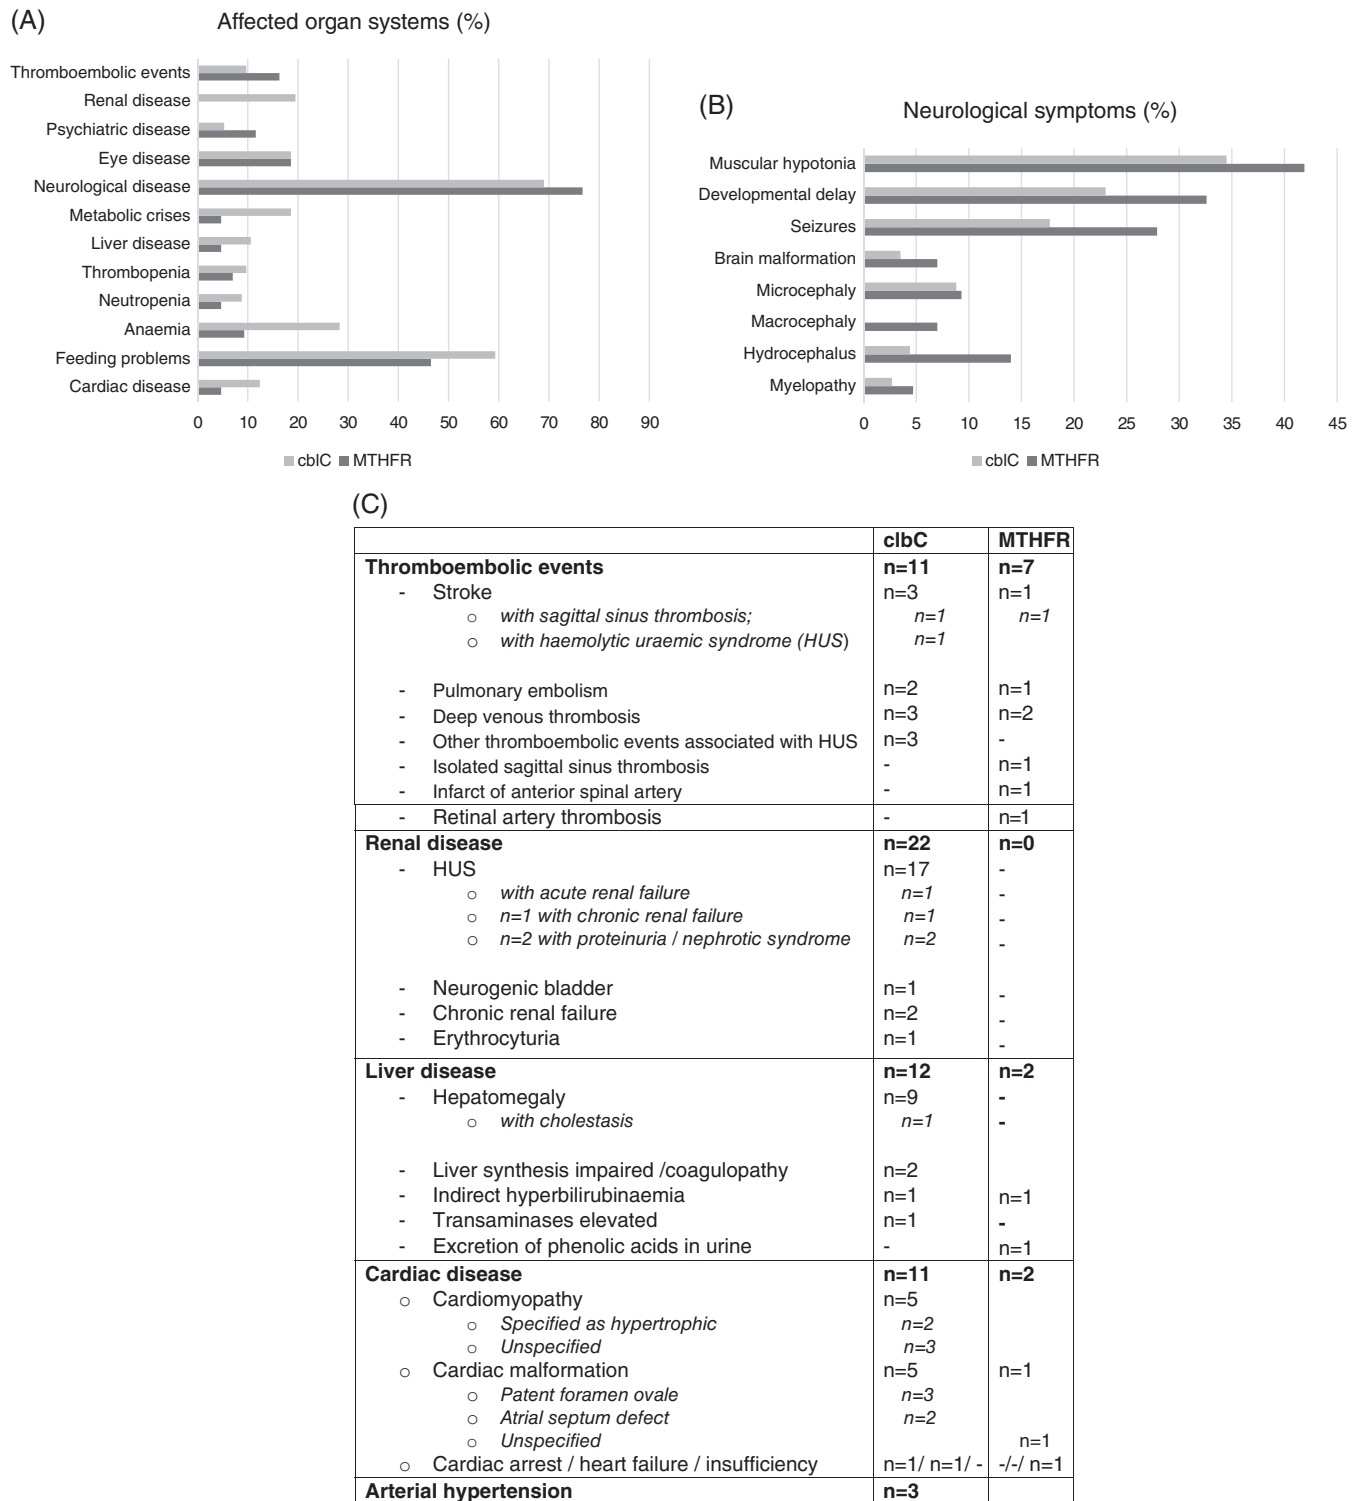 (A)
Affected organ systems (%)
Thromboembolic events
Renal disease
Psychiatric disease
Eye disease
Neurological disease
Metabolic crises
Liver disease
Thrombopenia
Neutropenia
Anaemia
Feeding problems
Cardiac disease
0 10 20 30 40 50 60 70 80 90
cblC MTHFR
(B)
Neurological symptoms (%)
Muscular hypotonia
Developmental delay
Seizures
Brain malformation
Microcephaly
Macrocephaly
Hydrocephalus
Myelopathy
0 5 10 15 20 25 30 35 40 45
cblC MTHFR
(C)
clbC MTHFR
Thromboembolic events n=11 n=7
- Stroke n=3 n=1
o with sagittal sinus thrombosis; n=1 n=1
o with haemolytic uraemic syndrome (HUS) n=1
- Pulmonary embolism n=2 n=1
- Deep venous thrombosis n=3 n=2
- Other thromboembolic events associated with HUS n=3 -
- Isolated sagittal sinus thrombosis - n=1
- Infarct of anterior spinal artery - n=1
- Retinal artery thrombosis - n=1
Renal disease n=22 n=0
- HUS n=17 -
o with acute renal failure n=1 -
o n=1 with chronic renal failure n=1 -
o n=2 with proteinuria / nephrotic syndrome n=2 -
- Neurogenic bladder n=1 -
- Chronic renal failure n=2 -
- Erythrocyturia n=1 -
Liver disease n=12 n=2
- Hepatomegaly n=9 -
o with cholestasis n=1 -
- Liver synthesis impaired /coagulopathy n=2
- Indirect hyperbilirubinaemia n=1 n=1
- Transaminases elevated n=1 -
- Excretion of phenolic acids in urine - n=1
Cardiac disease n=11 n=2
o Cardiomyopathy n=5
o Specified as hypertrophic n=2
o Unspecified n=3
o Cardiac malformation n=5 n=1
o Patent foramen ovale n=3
o Atrial septum defect n=2
o Unspecified n=1
o Cardiac arrest / heart failure / insufficiency n=1/ n=1/ - -/-/ n=1
Arterial hypertension n=3